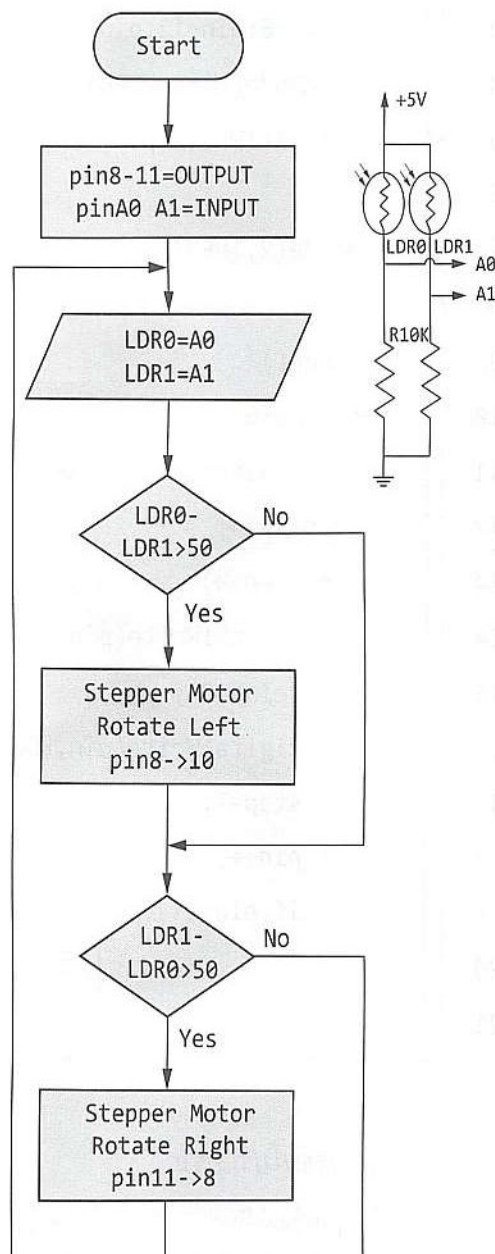 Start
pin8-11=OUTPUT
pinA0 A1=INPUT
LDR0=A0
LDR1=A1
LDR0-
LDR1>50
No
Yes
Stepper Motor
Rotate Left
pin8->10
LDR1-
LDR0>50
No
Yes
Stepper Motor
Rotate Right
pin11->8
+5V
LDR0 LDR1
A0
A1
R10K